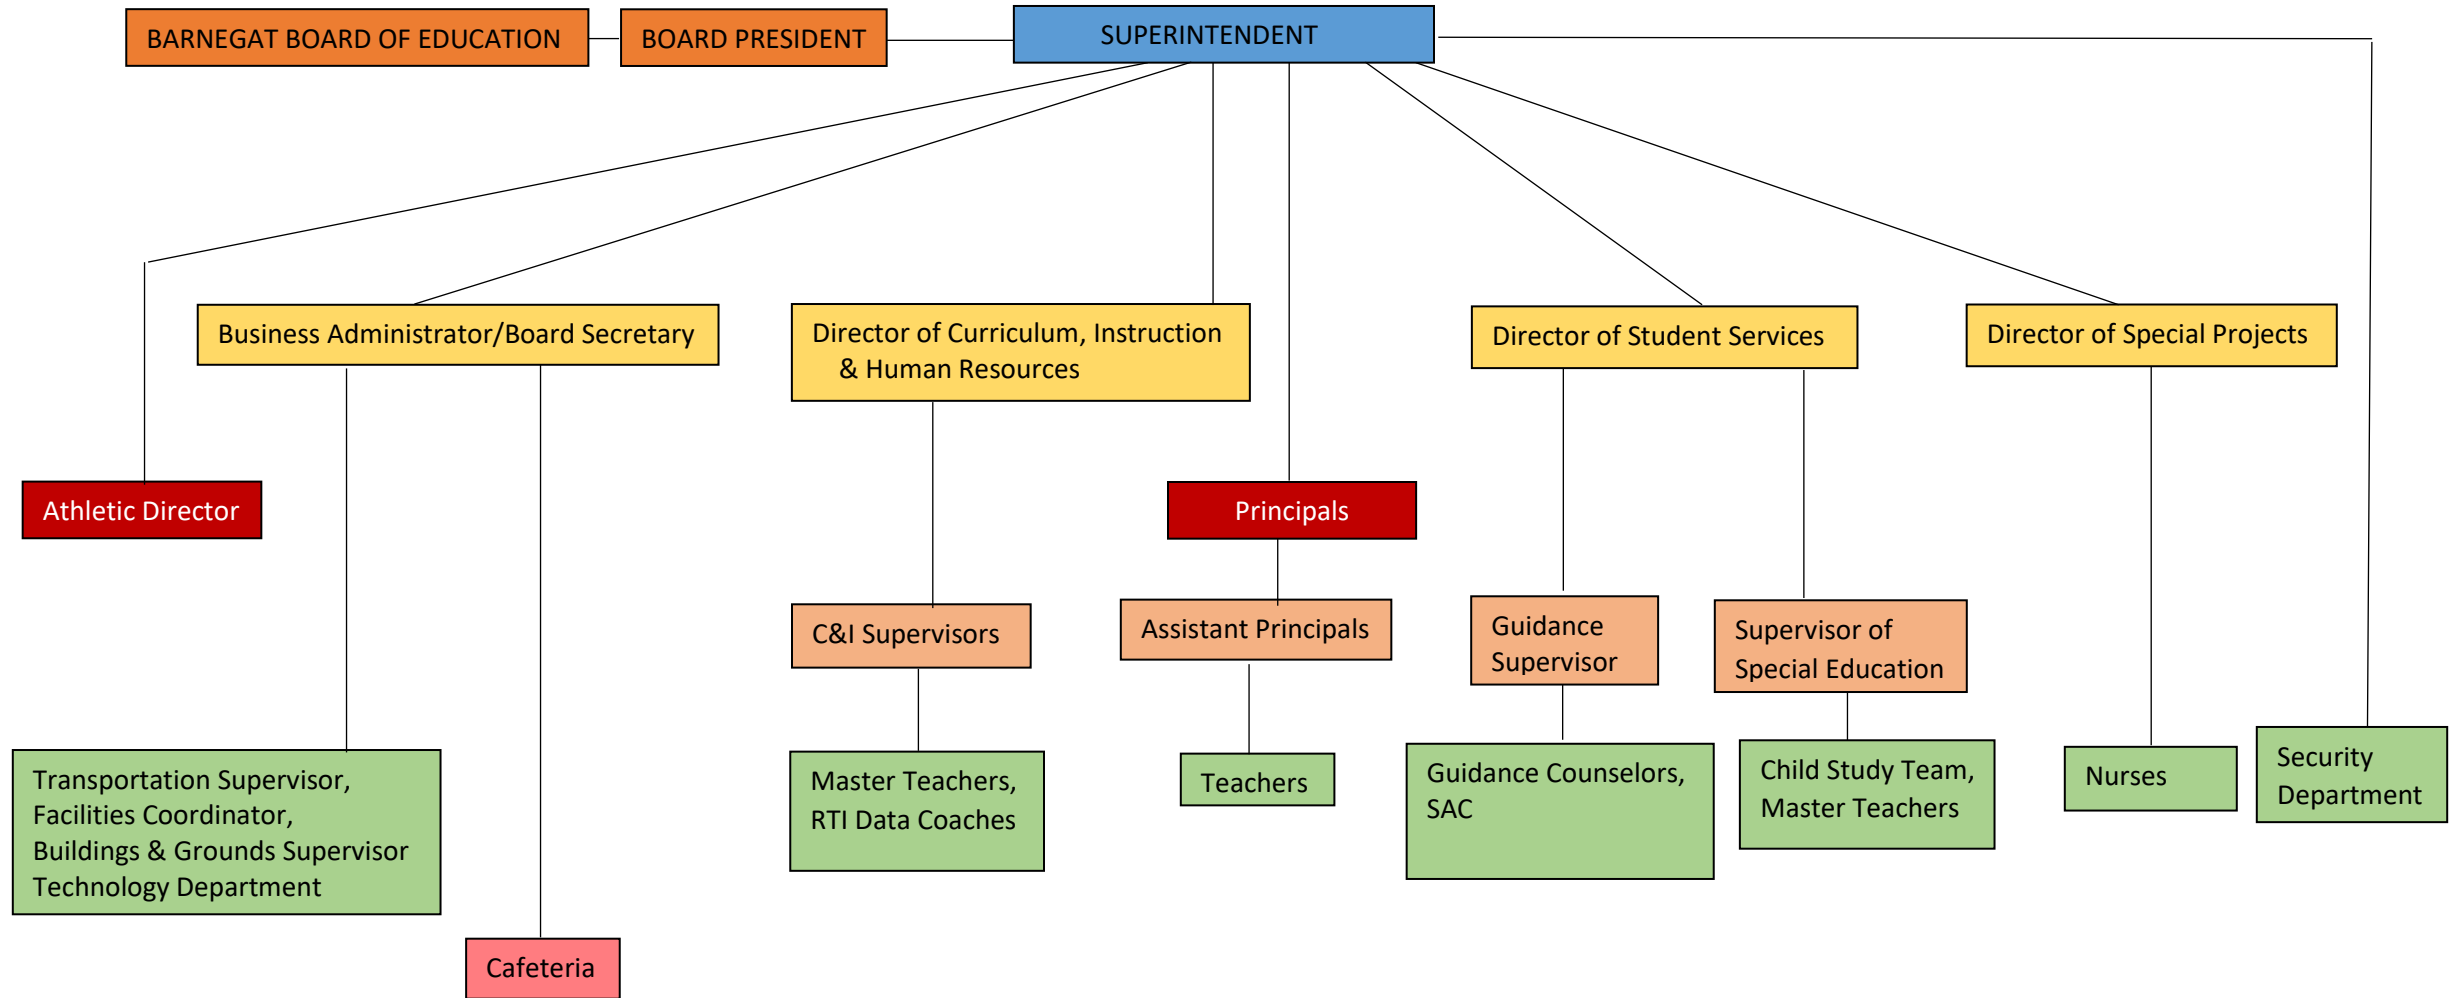 BARNEGAT BOARD OF EDUCATION
BOARD PRESIDENT
SUPERINTENDENT
Business Administrator/Board Secretary
Director of Curriculum, Instruction
& Human Resources
Director of Student Services
Director of Special Projects
Athletic Director
Principals
C&I Supervisors
Assistant Principals
Guidance
Supervisor
Supervisor of
Special Education
Transportation Supervisor,
Facilities Coordinator,
Buildings & Grounds Supervisor
Technology Department
Master Teachers,
RTI Data Coaches
Teachers
Guidance Counselors,
SAC
Child Study Team,
Master Teachers
Nurses
Security
Department
Cafeteria